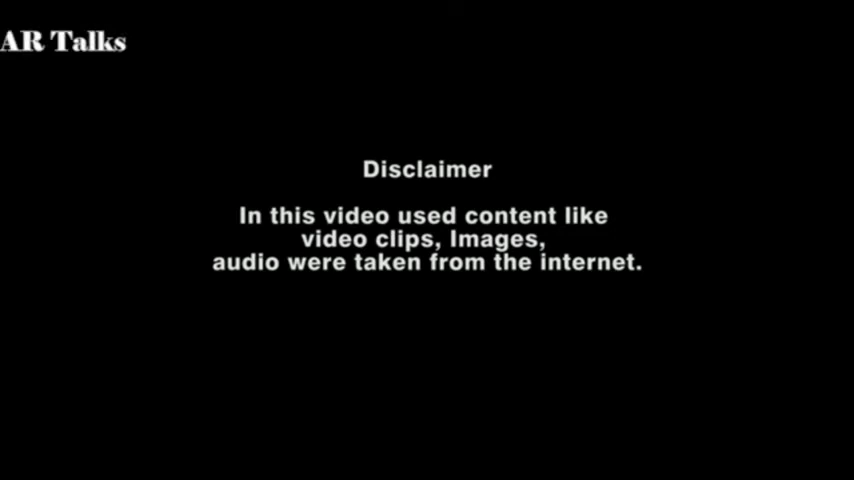 AR Talks
Disclaimer
In this video used content like
video clips, Images,
audio were taken from the internet.